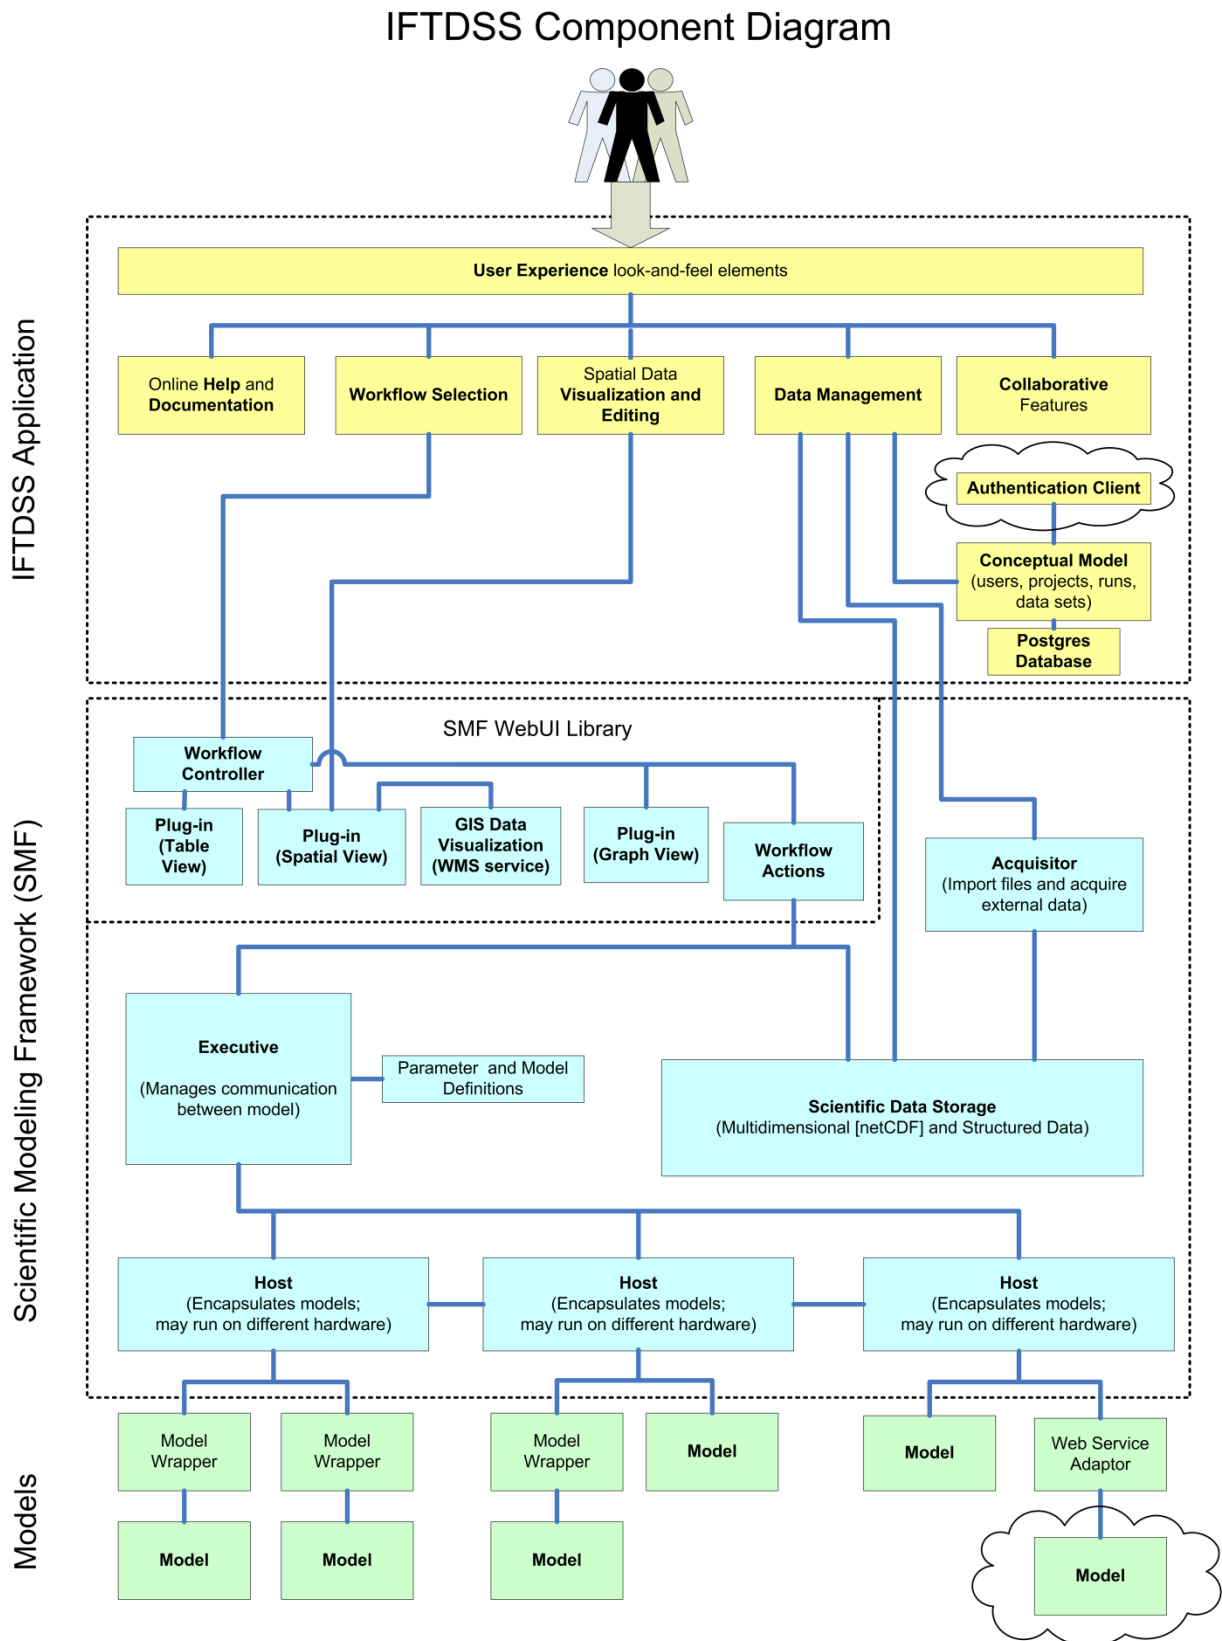 IFTDSS Component Diagram
IFTDSS Application
User Experience look-and-feel elements
Online Help and
Documentation
Workflow Selection
Spatial Data
Visualization and
Editing
Data Management
Collaborative
Features
Authentication Client
Conceptual Model
(users, projects, runs,
data sets)
Postgres
Database
Scientific Modeling Framework (SMF)
SMF WebUI Library
Workflow
Controller
Plug-in
(Table
View)
Plug-in
(Spatial View)
GIS Data
Visualization
(WMS service)
Plug-in
(Graph View)
Workflow
Actions
Acquisitor
(Import files and acquire
external data)
Executive
(Manages communication
between model)
Parameter and Model
Definitions
Scientific Data Storage
(Multidimensional [netCDF] and Structured Data)
Host
(Encapsulates models;
may run on different hardware)
Host
(Encapsulates models;
may run on different hardware)
Host
(Encapsulates models;
may run on different hardware)
Models
Model
Wrapper
Model
Wrapper
Model
Wrapper
Model
Model
Web Service
Adaptor
Model
Model
Model
Model